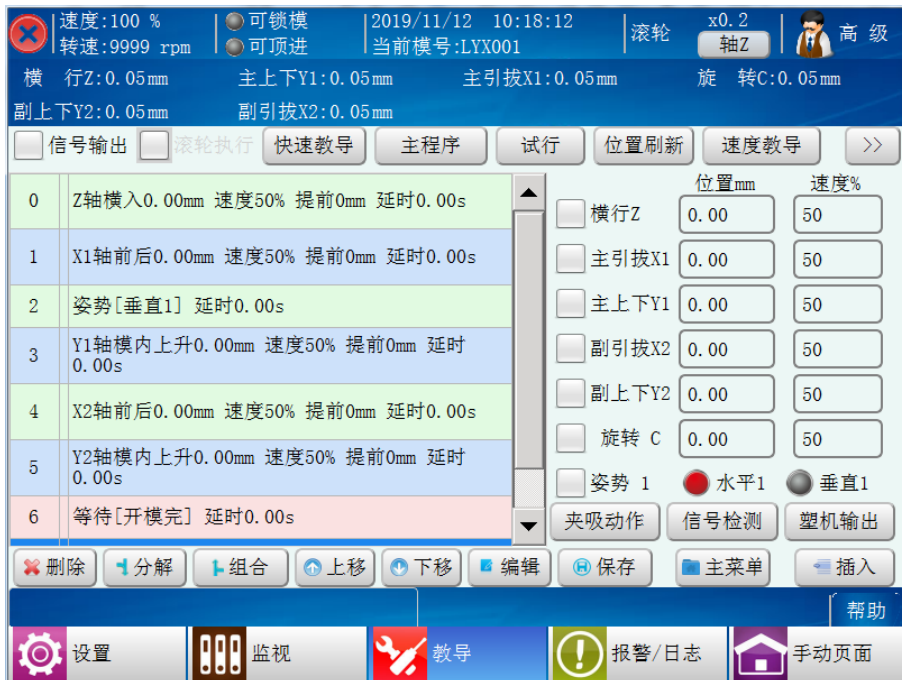 速度:100 % 可锁模 2019/11/12 10:18:12 滚轮 x0.2 高 级
转速:9999 rpm 可顶进 当前模号:LYX001 轴Z
横 行Z:0.05mm 主上下Y1:0.05mm 主引拔X1:0.05mm 旋 转C:0.05mm
副上下Y2:0.05mm 副引拔X2:0.05mm
信号输出 滚轮执行 快速教导 主程序 试行 位置刷新 速度教导 >>
位置mm 速度%
0 Z轴横入0.00mm 速度50% 提前0mm 延时0.00s
1 X1轴前后0.00mm 速度50% 提前0mm 延时0.00s
2 姿势[垂直1] 延时0.00s
3 Y1轴模内上升0.00mm 速度50% 提前0mm 延时
0.00s
4 X2轴前后0.00mm 速度50% 提前0mm 延时0.00s
5 Y2轴模内上升0.00mm 速度50% 提前0mm 延时
0.00s
6 等待[开模完] 延时0.00s
横行Z 0.00 50
主引拔X1 0.00 50
主上下Y1 0.00 50
副引拔X2 0.00 50
副上下Y2 0.00 50
旋转 C 0.00 50
姿势 1 水平1 垂直1
夹吸动作 信号检测 塑机输出
删除 分解 组合 上移 下移 编辑 保存 主菜单 插入
帮助
设置 监视 教导 报警/日志 手动页面